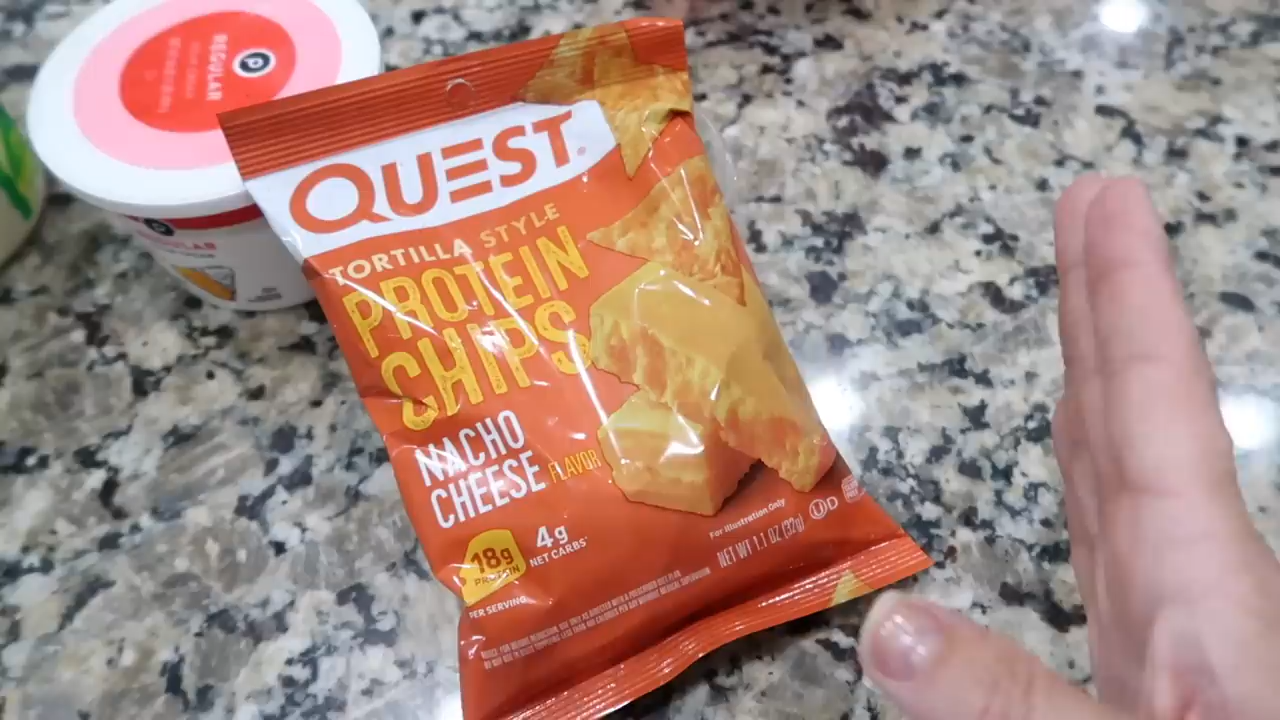 REGULAR
P
QUEST
TORTILLA STYLE
PROTEIN
CHIPS
NACHO
CHEESE FLAVOR
18g
PROTEIN
4g
NET CARBS*
PER SERVING
For Illustration Only
NET WT 1.1 OZ (32g)
UD